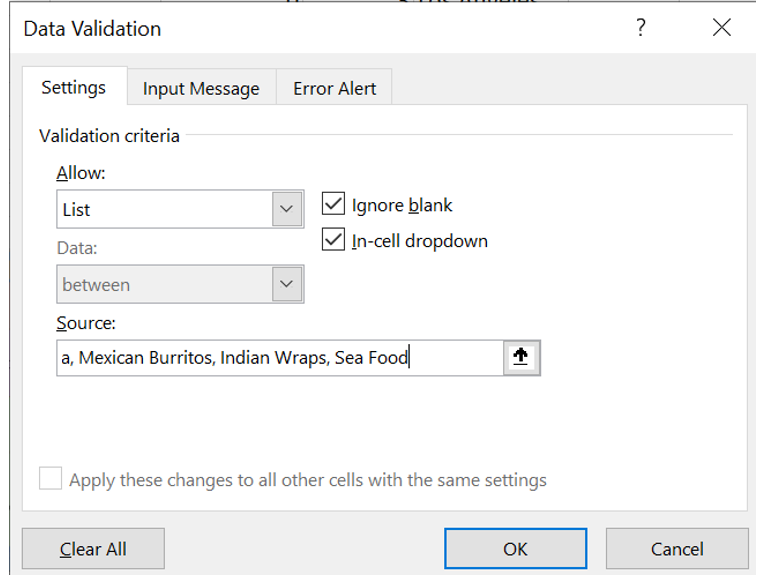 Data Validation ?
Settings Input Message Error Alert
Validation criteria
Allow:
List
Ignore blank
Data:
In-cell dropdown
between
Source:
a, Mexican Burritos, Indian Wraps, Sea Food
Apply these changes to all other cells with the same settings
Clear All OK Cancel